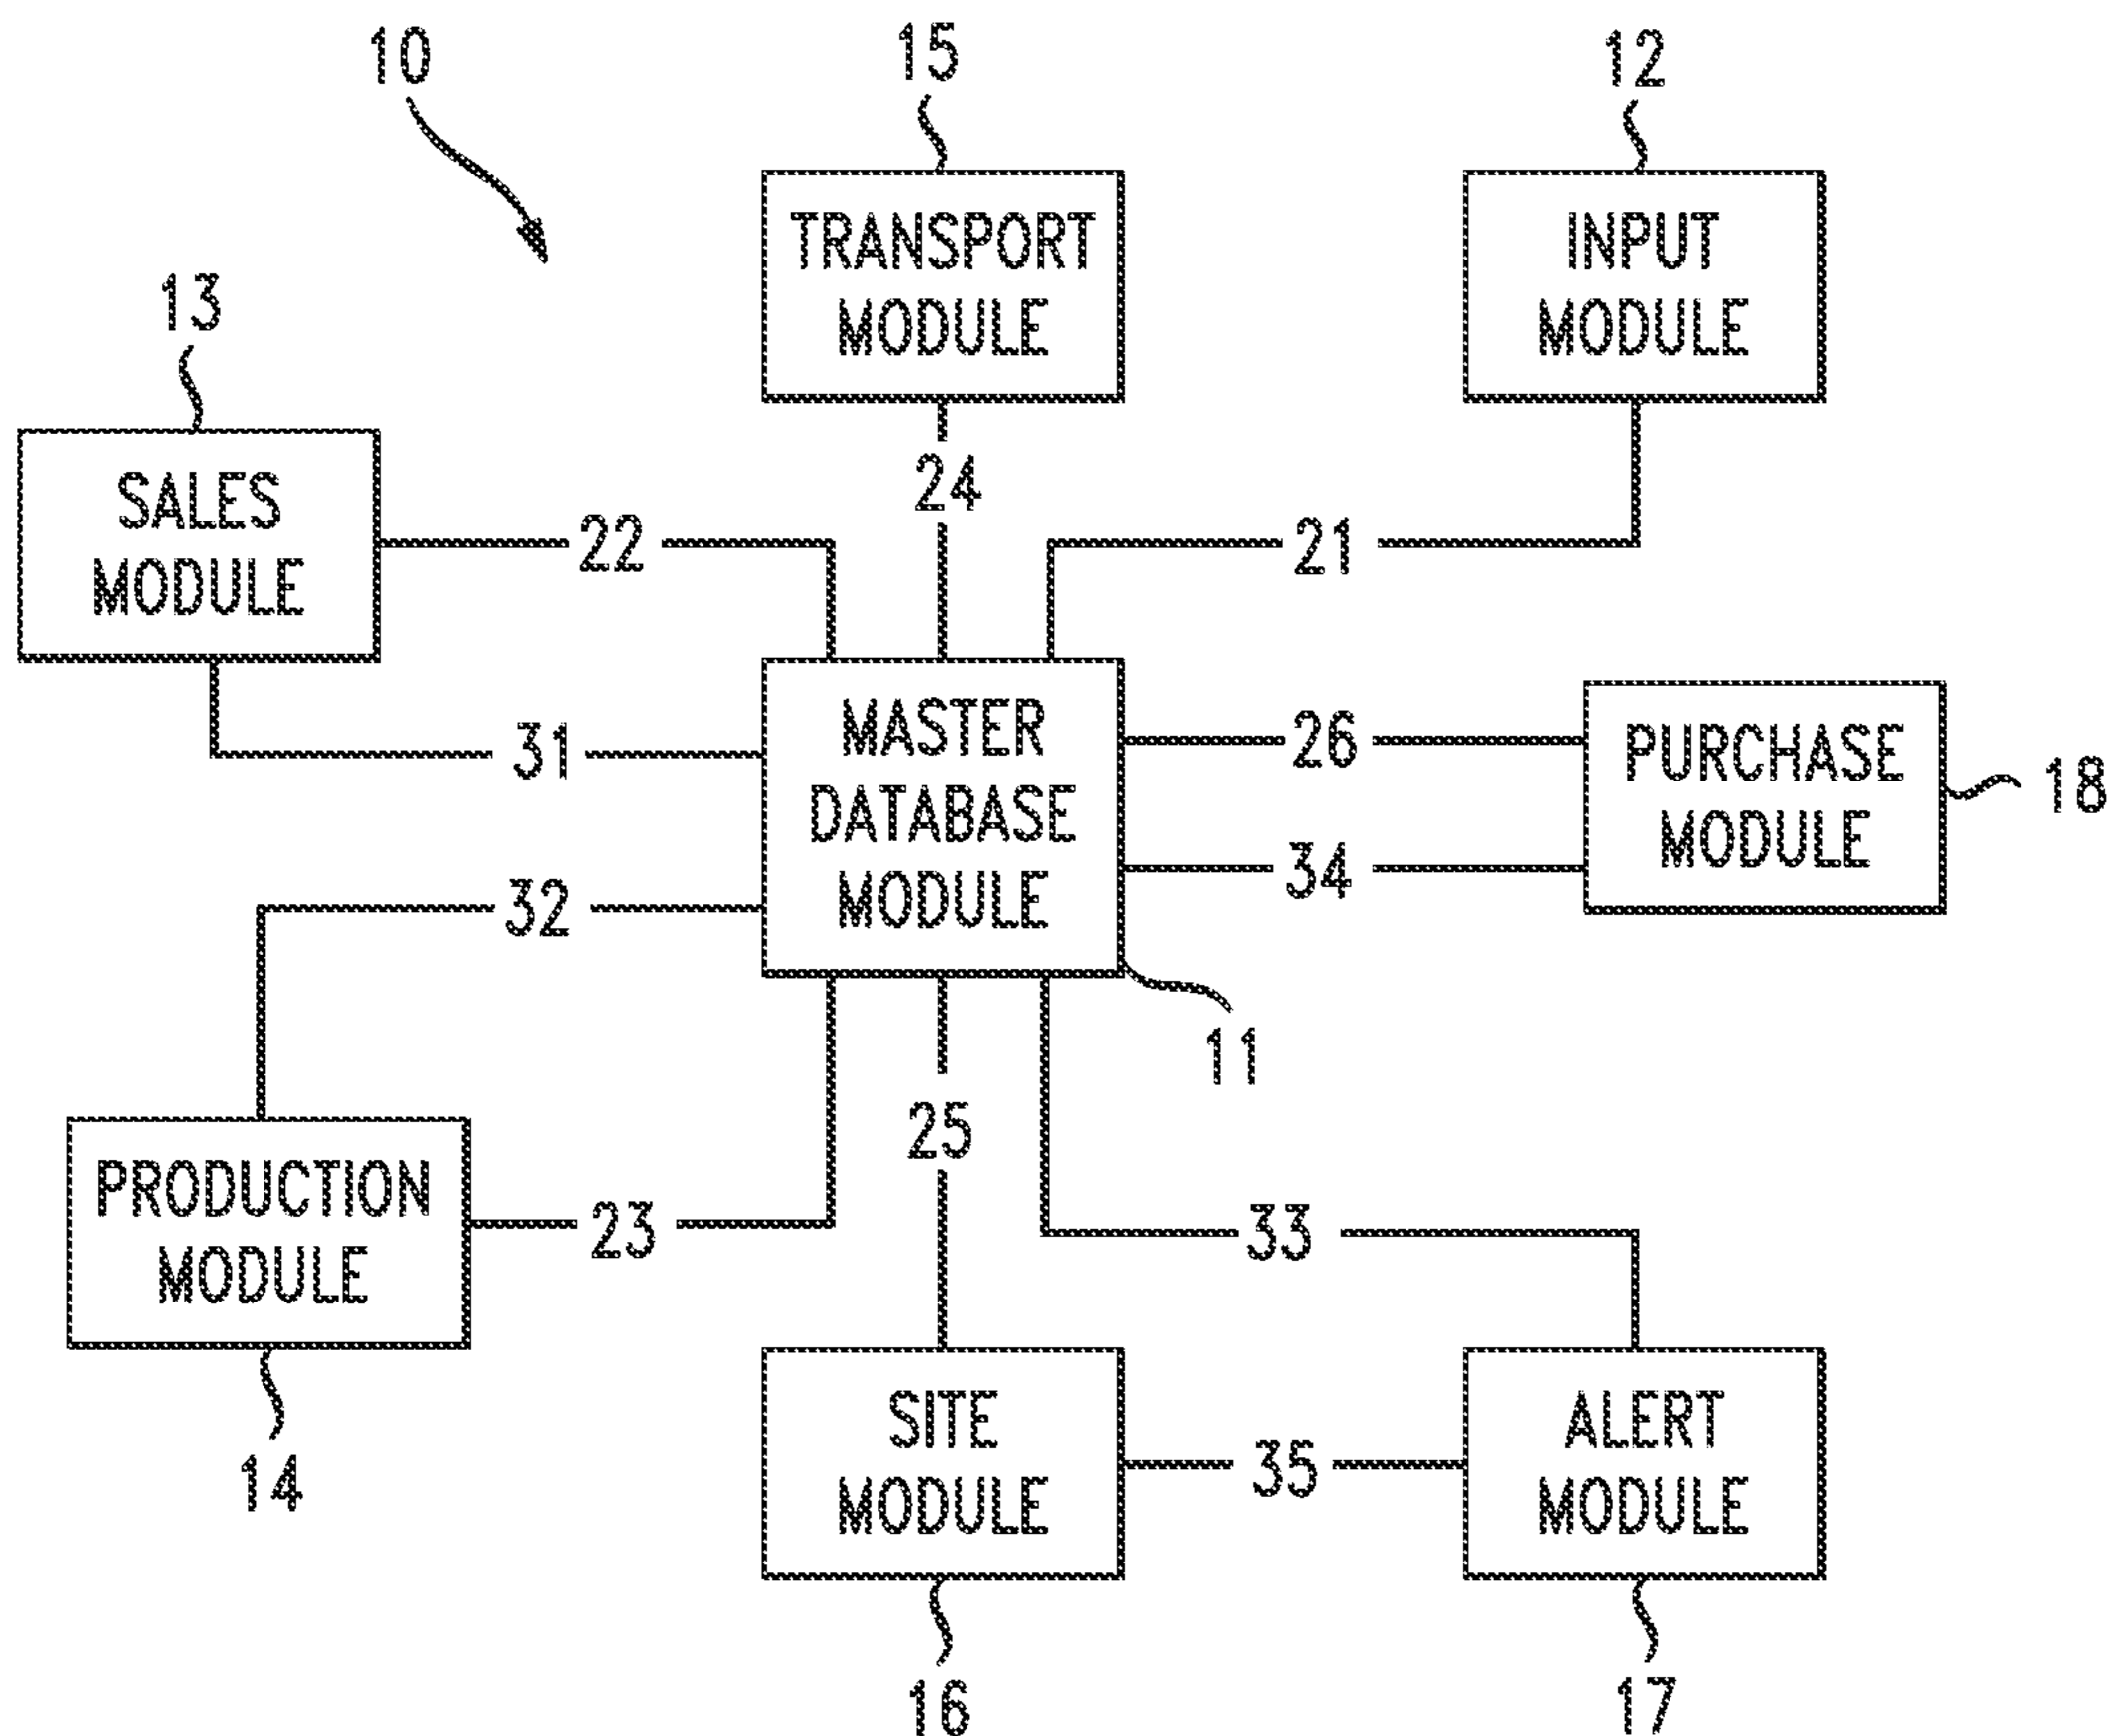 10
15
12
TRANSPORT
MODULE
INPUT
MODULE
13
SALES
MODULE
24
22
21
31
MASTER
DATABASE
MODULE
26
PURCHASE
MODULE
18
34
32
11
25
PRODUCTION
MODULE
23
33
14
SITE
MODULE
35
ALERT
MODULE
16
17